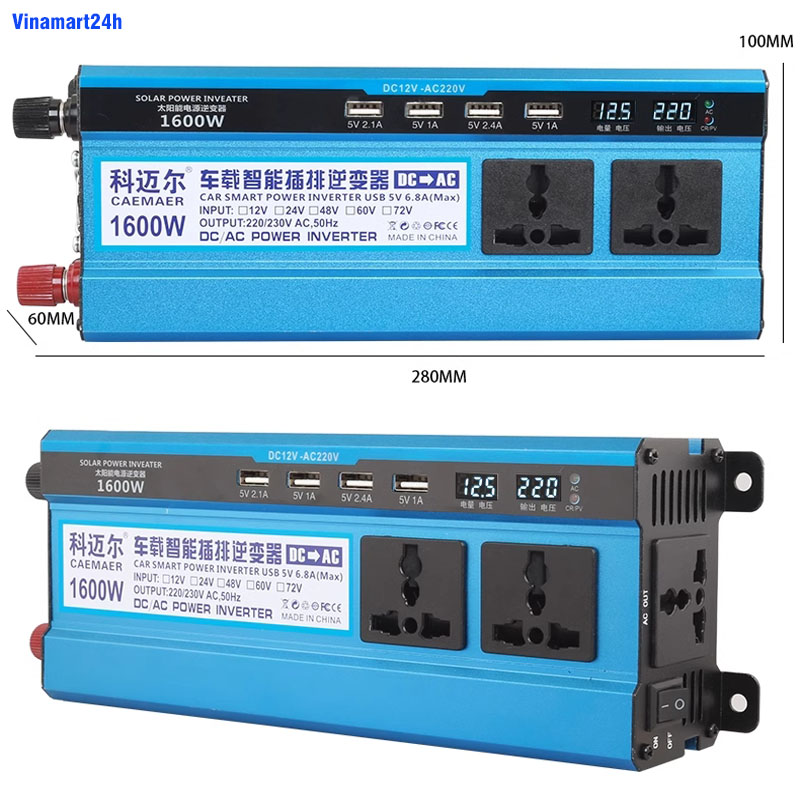 Vinamart24h
100MM
SOLAR POWER INVEATER
太阳能电源逆变器
1600W
DC12V -AC220V
5V 2.1A
5V 1A
5V 2.4A
5V 1A
12.5
电量 电压
220
输出 电压
AC
CR/PV
科迈尔
CAEMAER
1600W
车载智能插排逆变器 DC→AC
CAR SMART POWER INVERTER USB 5V 6.8A(Max)
INPUT: □12V □24V □48V □60V □72V
OUTPUT:220/230V AC,50Hz
DC/AC POWER INVERTER
MADE IN CHINA
60MM
280MM
SOLAR POWER INVEATER
太阳能电源逆变器
1600W
DC12V -AC220V
5V 2.1A
5V 1A
5V 2.4A
5V 1A
12.5
电量 电压
220
输出 电压
AC
CR/PV
科迈尔
CAEMAER
1600W
车载智能插排逆变器 DC→AC
CAR SMART POWER INVERTER USB 5V 6.8A(Max)
INPUT: □12V □24V □48V □60V □72V
OUTPUT:220/230V AC,50Hz
DC/AC POWER INVERTER
MADE IN CHINA
AC OUT
ON
OFF